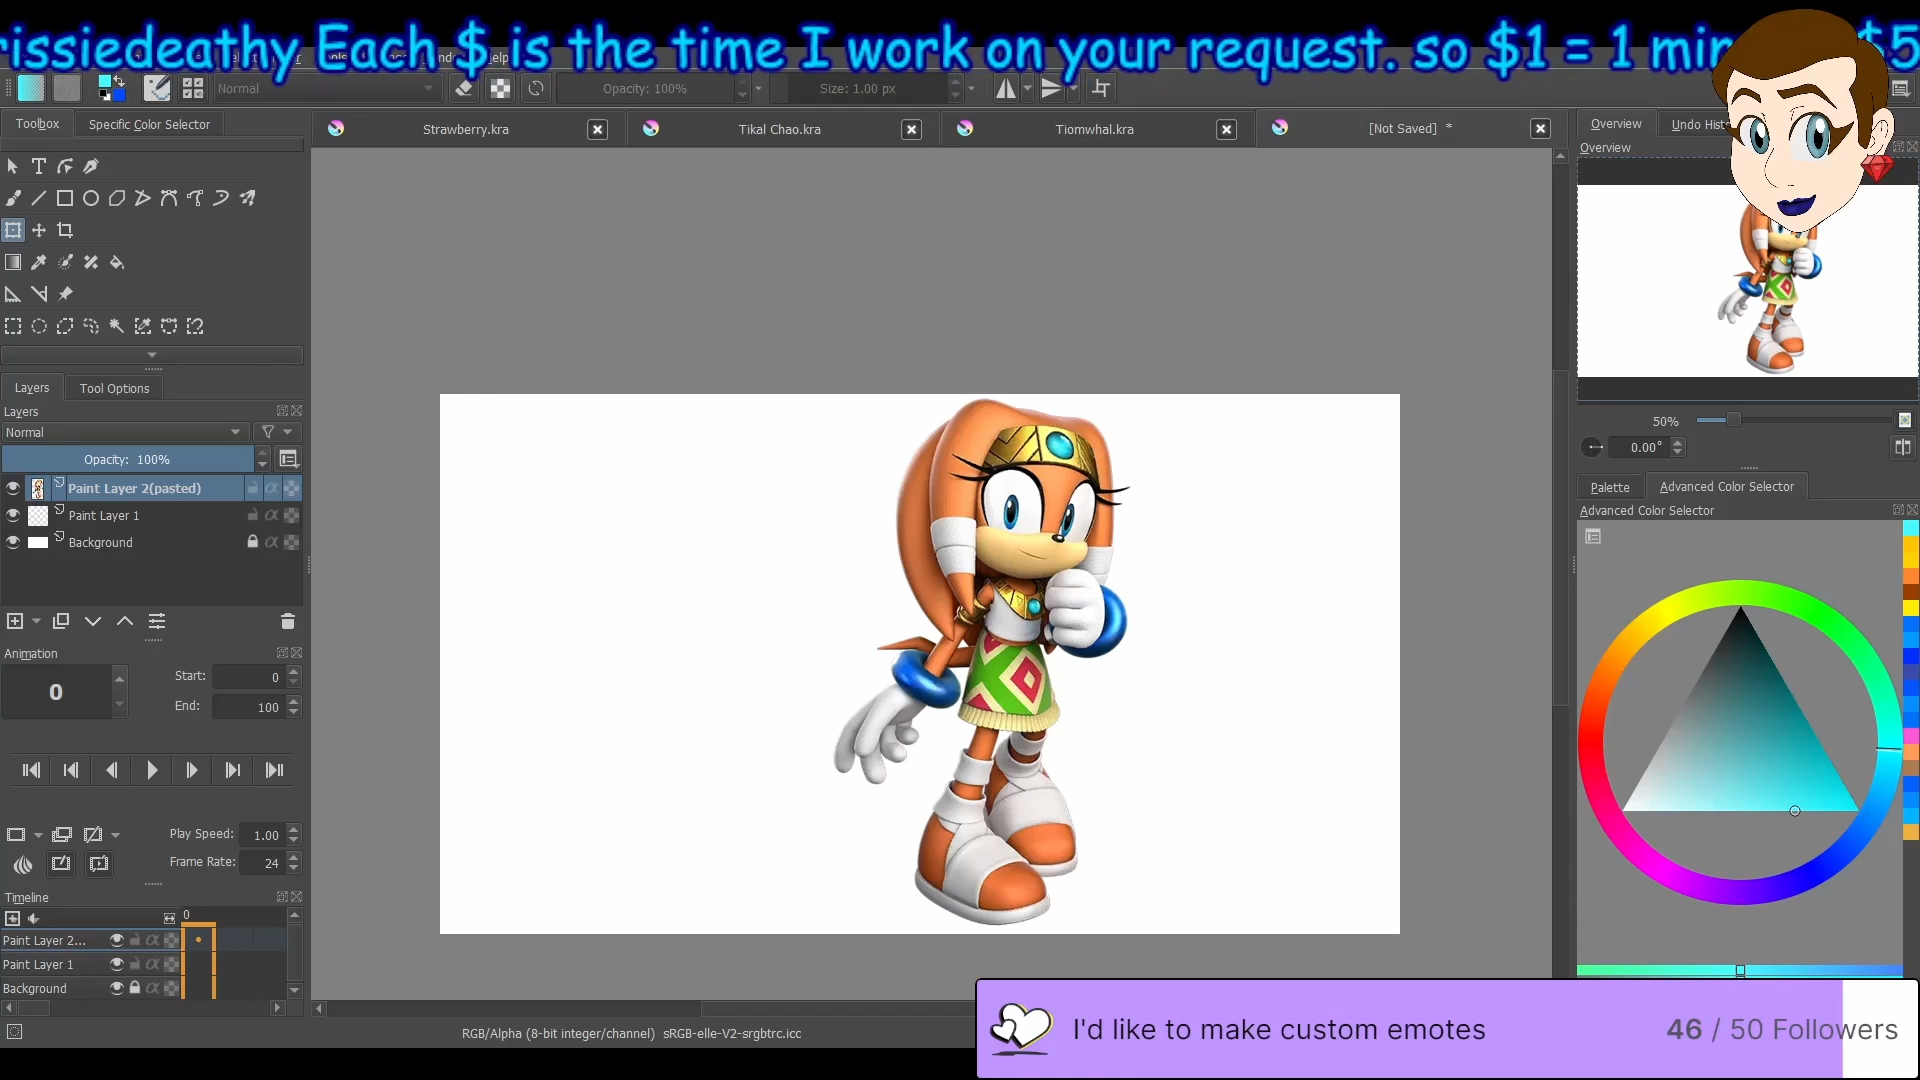 rissiedeathy Each $ is the time I work on your request. so $1 = 1 min $5
Normal
Opacity: 100%
Size: 1.00 px
Toolbox
Specific Color Selector
Strawberry.kra
Tikal Chao.kra
Tiomwhal.kra
[Not Saved] *
Overview
Undo Hist
Overview
50%
0.00°
Layers
Tool Options
Layers
Normal
Opacity: 100%
Paint Layer 2(pasted)
Paint Layer 1
Background
Palette
Advanced Color Selector
Advanced Color Selector
Animation
0
Start: 0
End: 100
Play Speed: 1.00
Frame Rate: 24
Timeline
0
Paint Layer 2...
Paint Layer 1
Background
RGB/Alpha (8-bit integer/channel) sRGB-elle-V2-srgbtrc.icc
I'd like to make custom emotes
46 / 50 Followers